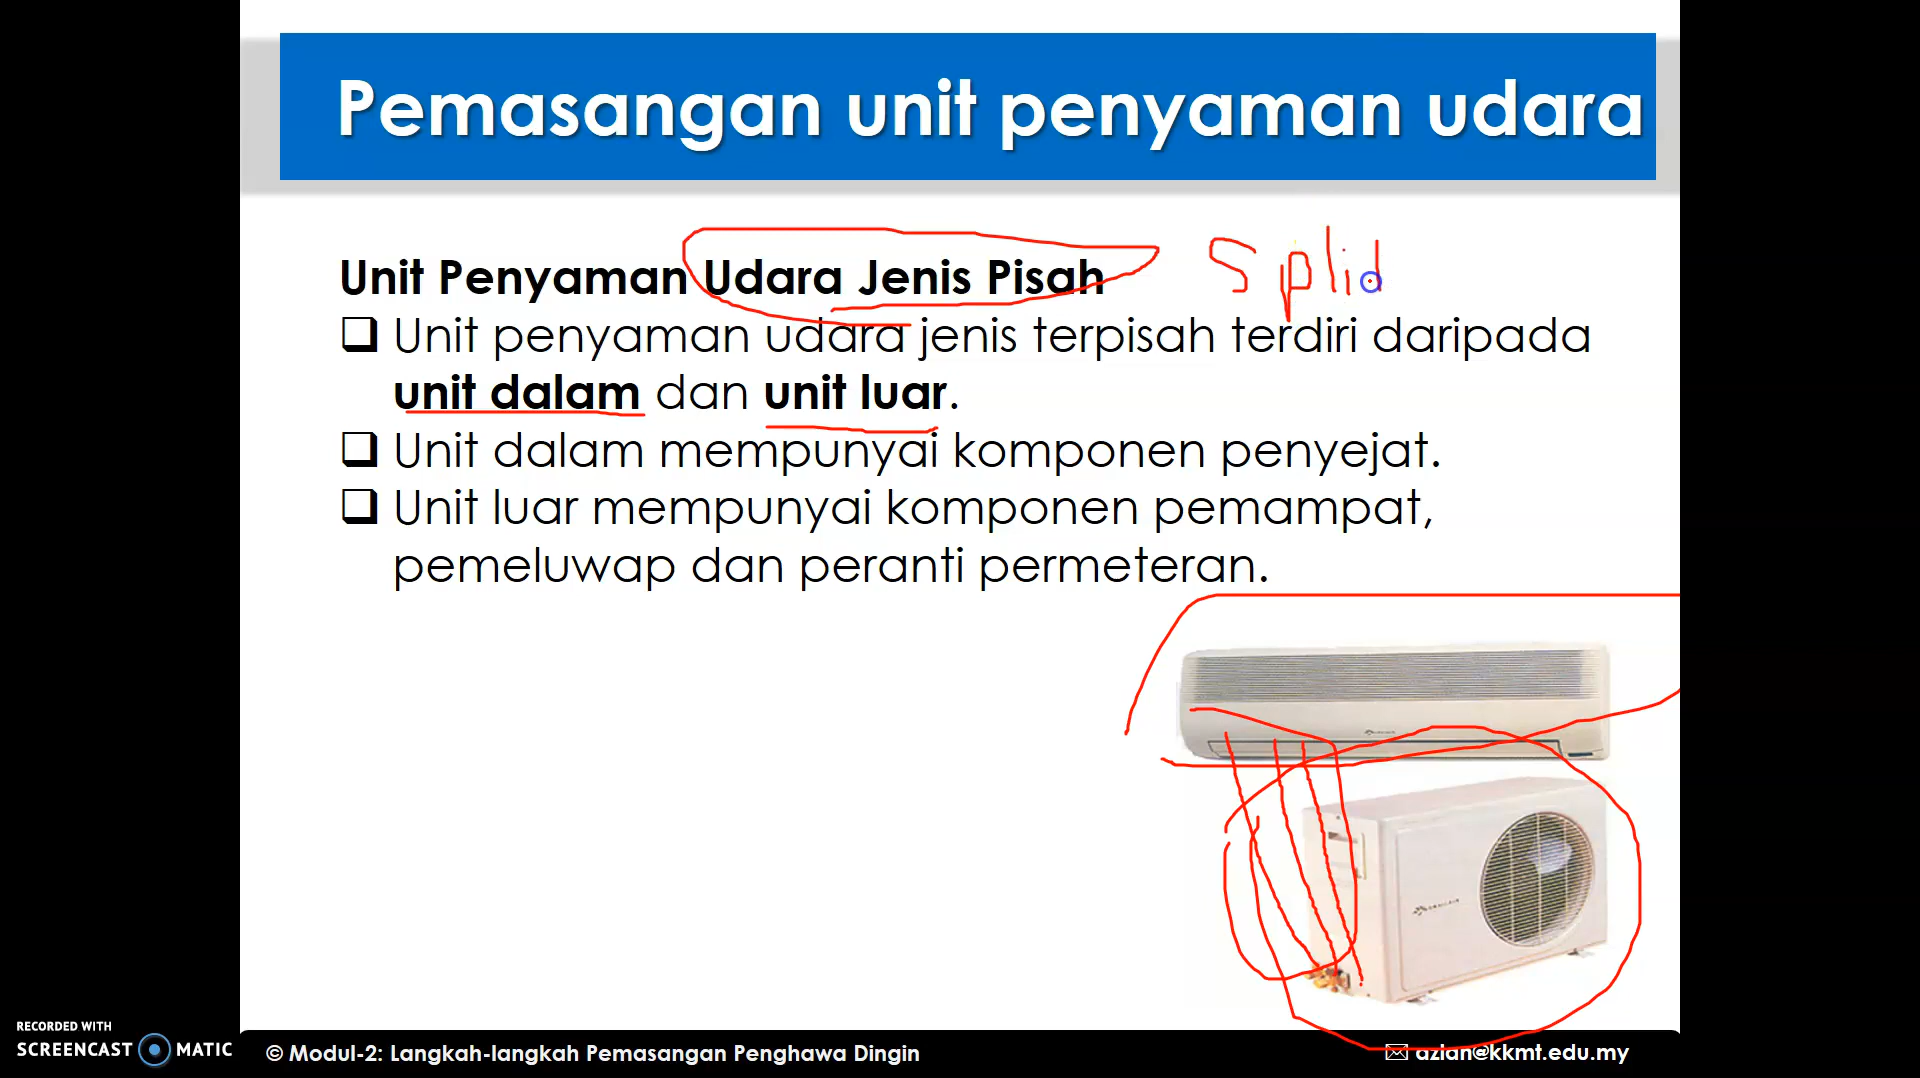 Pemasangan unit penyaman udara
Unit Penyaman Udara Jenis Pisah
Splid
Unit penyaman udara jenis terpisah terdiri daripada
unit dalam dan unit luar.
Unit dalam mempunyai komponen penyejat.
Unit luar mempunyai komponen pemampat,
pemeluwap dan peranti permeteran.
RECORDED WITH
SCREENCAST MATIC
© Modul-2: Langkah-langkah Pemasangan Penghawa Dingin
azlan@kkmt.edu.my